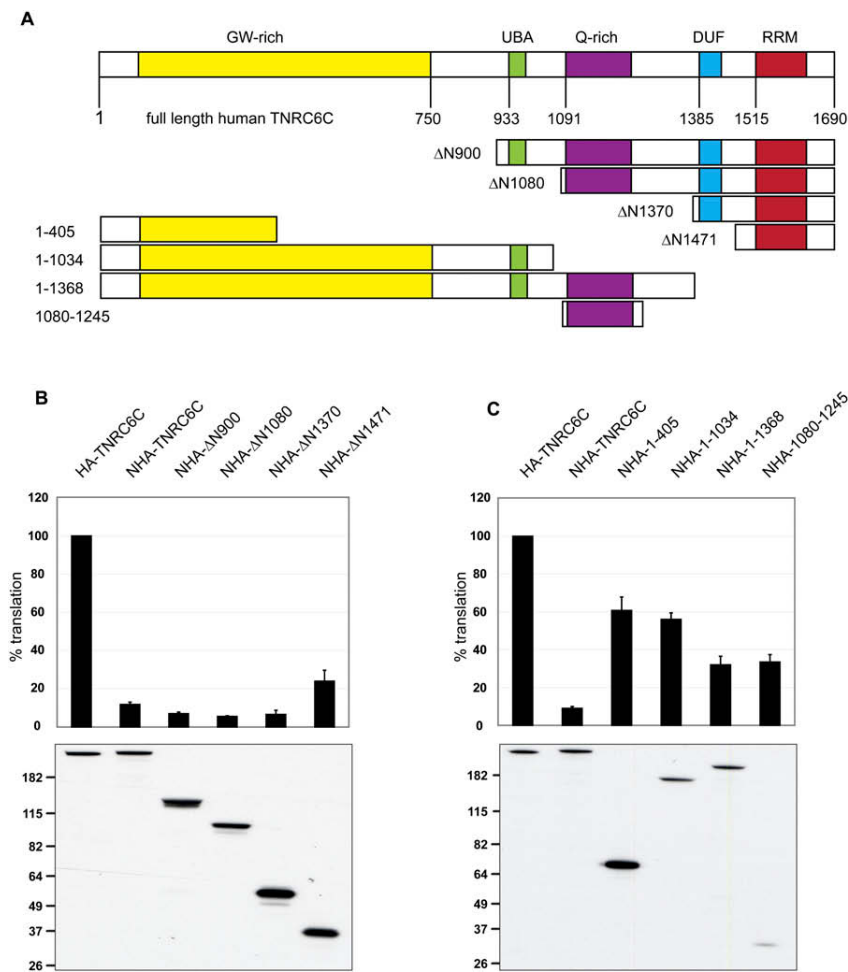 A
GW-rich UBA Q-rich DUF RRM
1 full length human TNRC6C 750 933 1091 1385 1515 1690
ΔN900
ΔN1080
ΔN1370
ΔN1471
1-405
1-1034
1-1368
1080-1245
B
HA-TNRC6C NHA-TNRC6C NHA-ΔN900 NHA-ΔN1080 NHA-ΔN1370 NHA-ΔN1471
% translation
120
100
80
60
40
20
0
182
115
82
64
49
37
26
C
HA-TNRC6C NHA-TNRC6C NHA-1-405 NHA-1-1034 NHA-1-1368 NHA-1080-1245
% translation
120
100
80
60
40
20
0
182
115
82
64
49
37
26